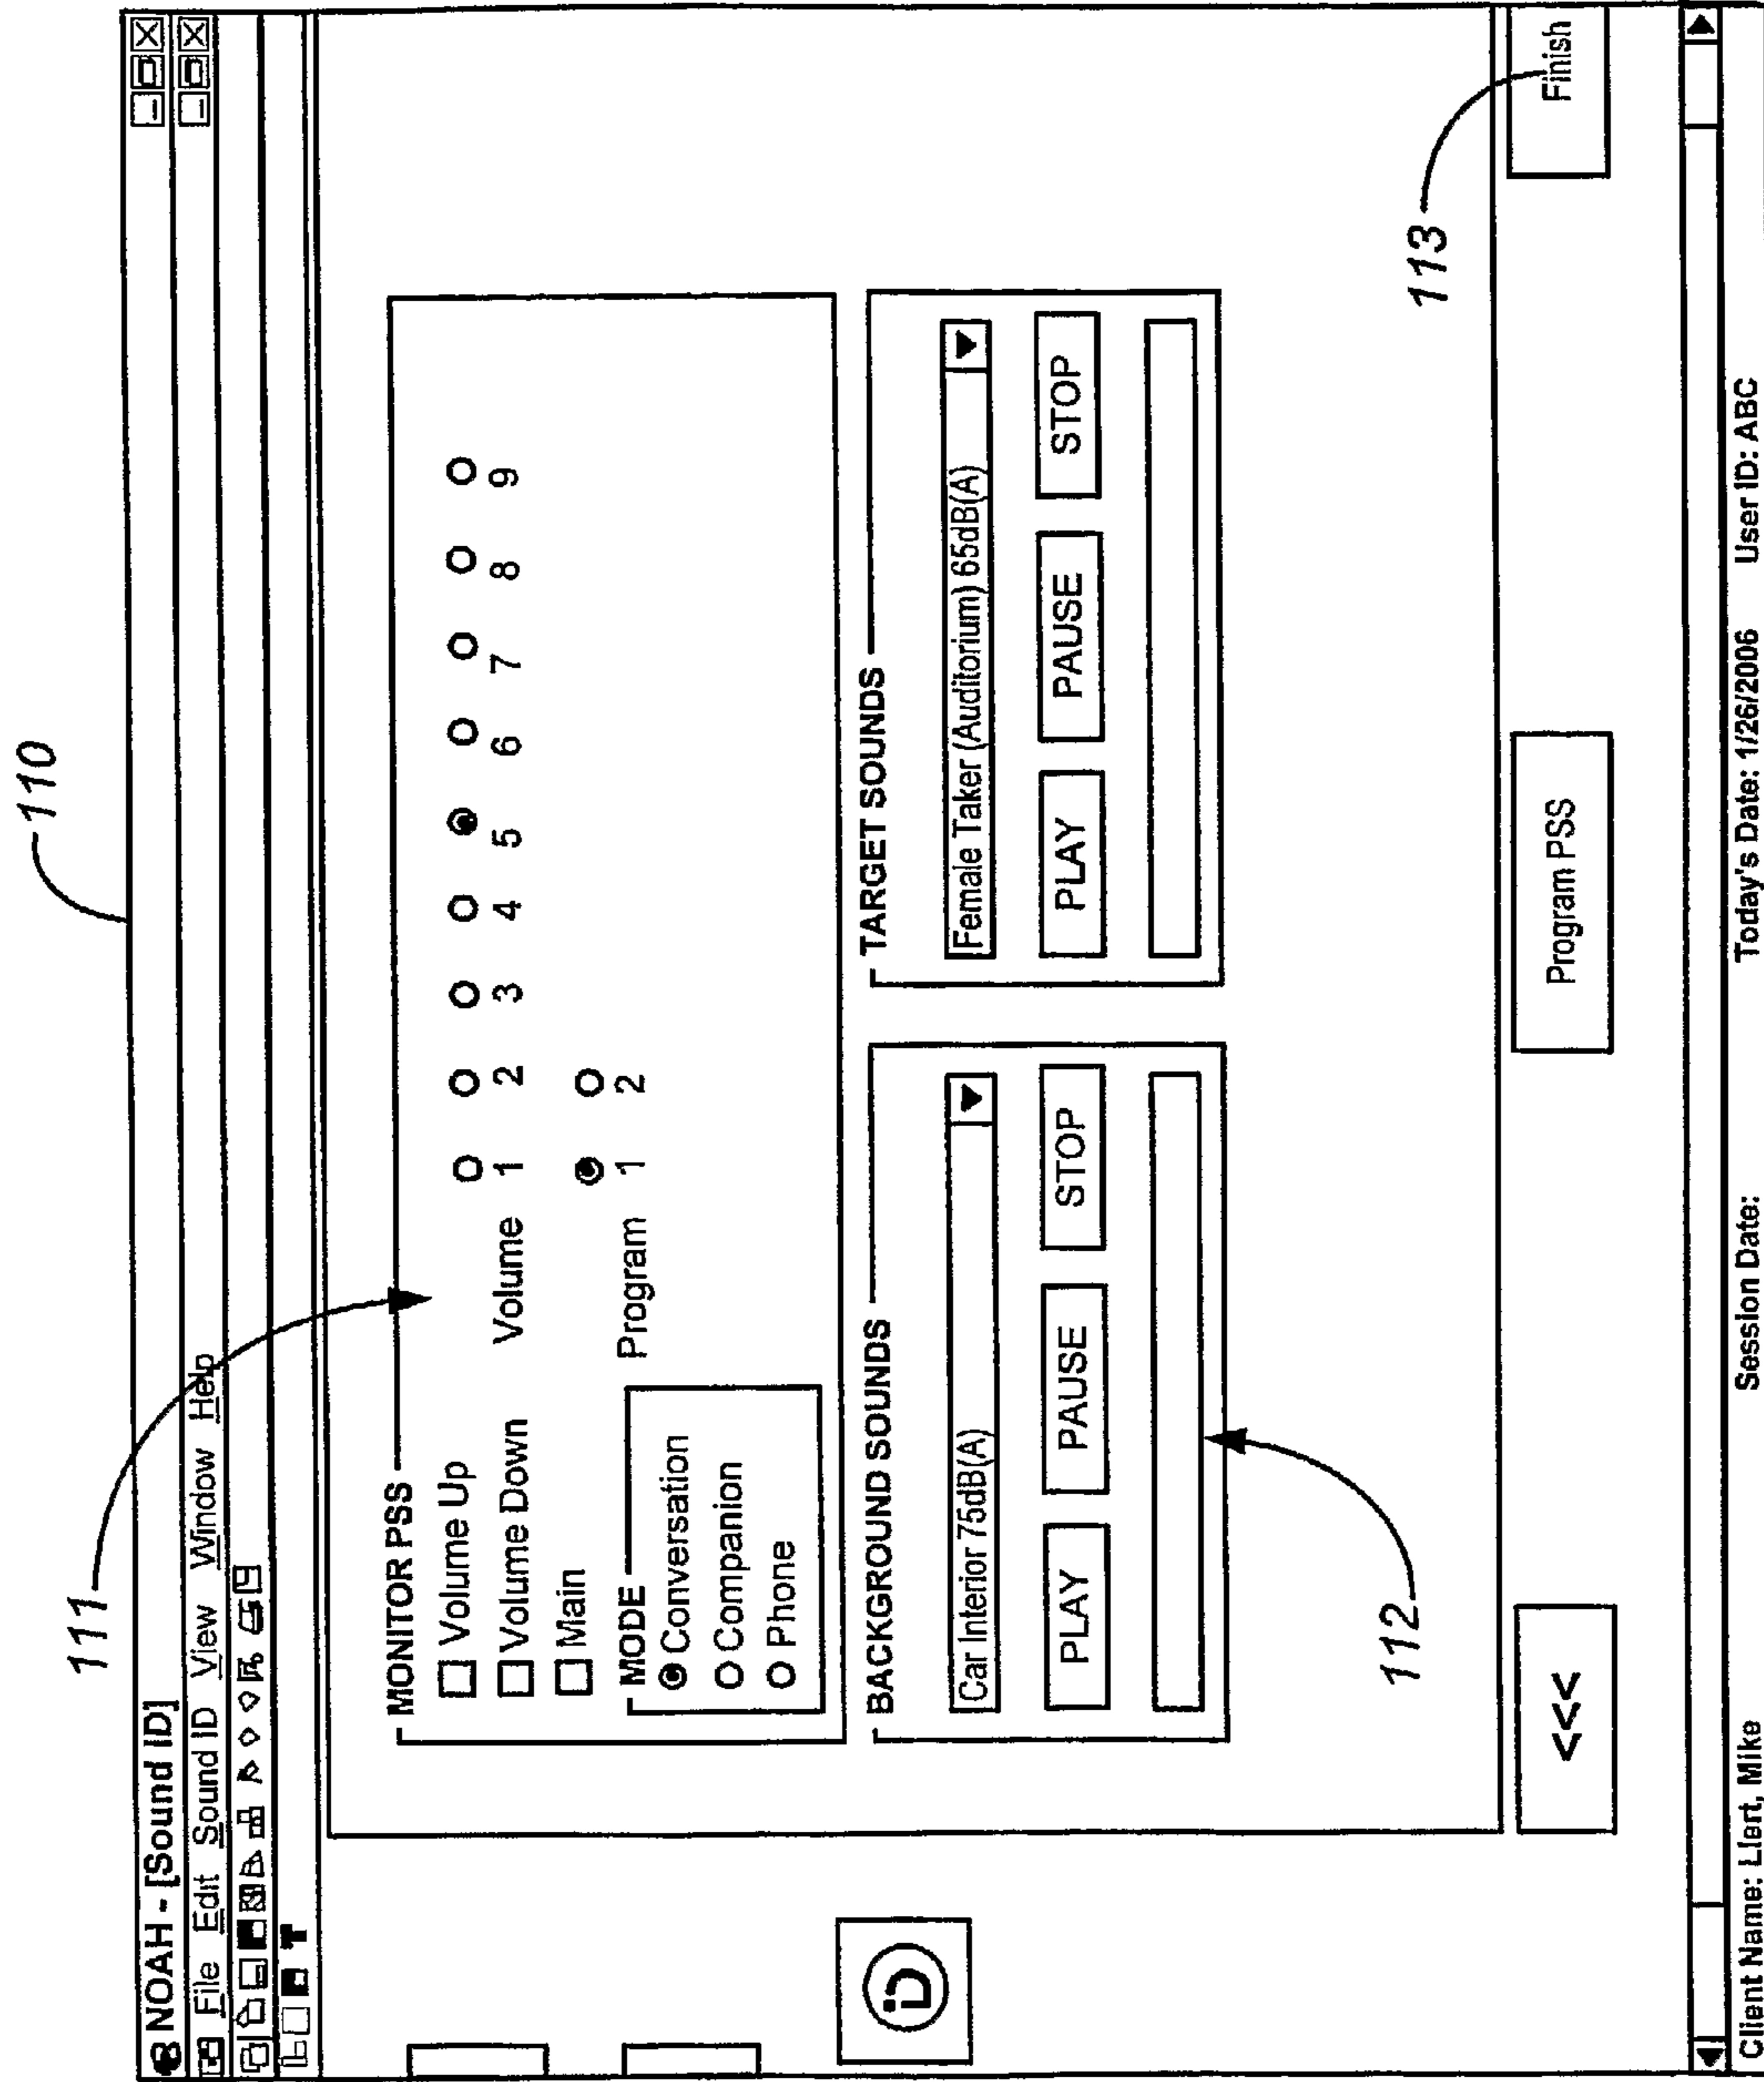 110
111
NOAH - [Sound ID]
File Edit Sound ID View Window Help
MONITOR PSS
Volume Up
Volume Down
Main
Volume 1 2 3 4 5 6 7 8 9
Program 1 2
MODE
Conversation
Companion
Phone
BACKGROUND SOUNDS
Car Interior 75dB(A)
PLAY PAUSE STOP
TARGET SOUNDS
Female Taker (Auditorium) 65dB(A)
PLAY PAUSE STOP
112
113
iD
<<<
Program PSS
Finish
Client Name: Llert, Mike Session Date: Today's Date: 1/26/2006 User ID: ABC